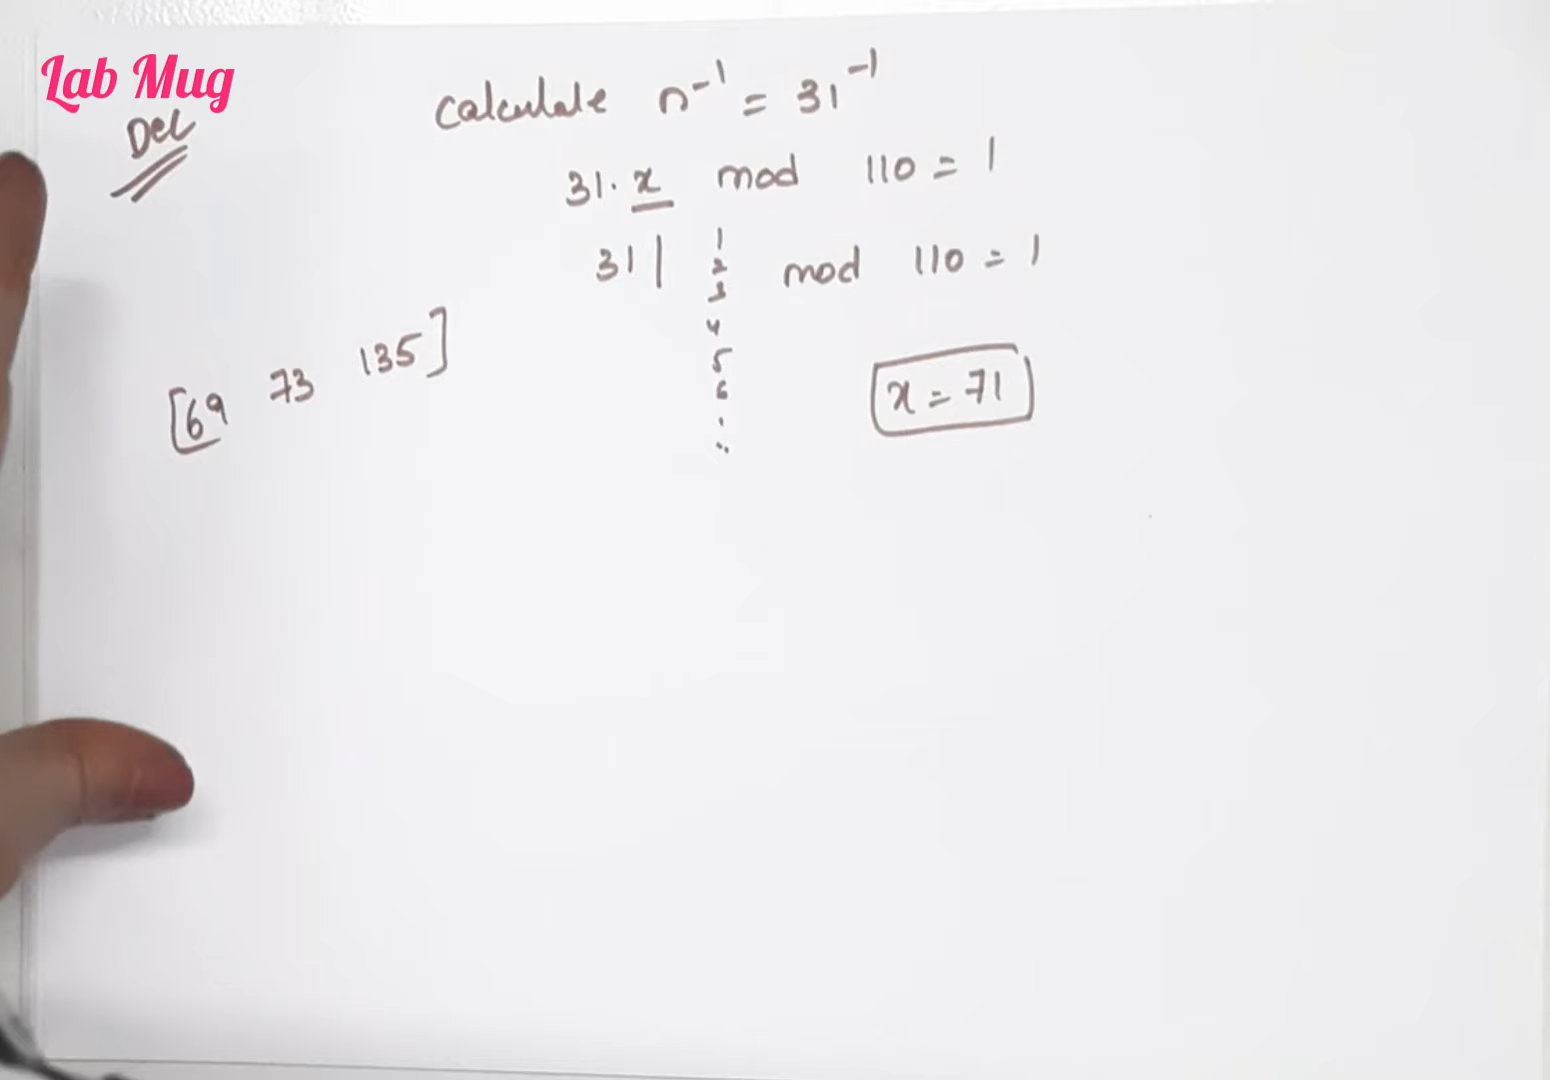 Lab Mug
Dec
calculate n⁻¹ = 31⁻¹
31·x mod 110 = 1
31 | 1 mod 110 = 1
2
3
4
5
6
.
..
[69 73 135]
x = 71